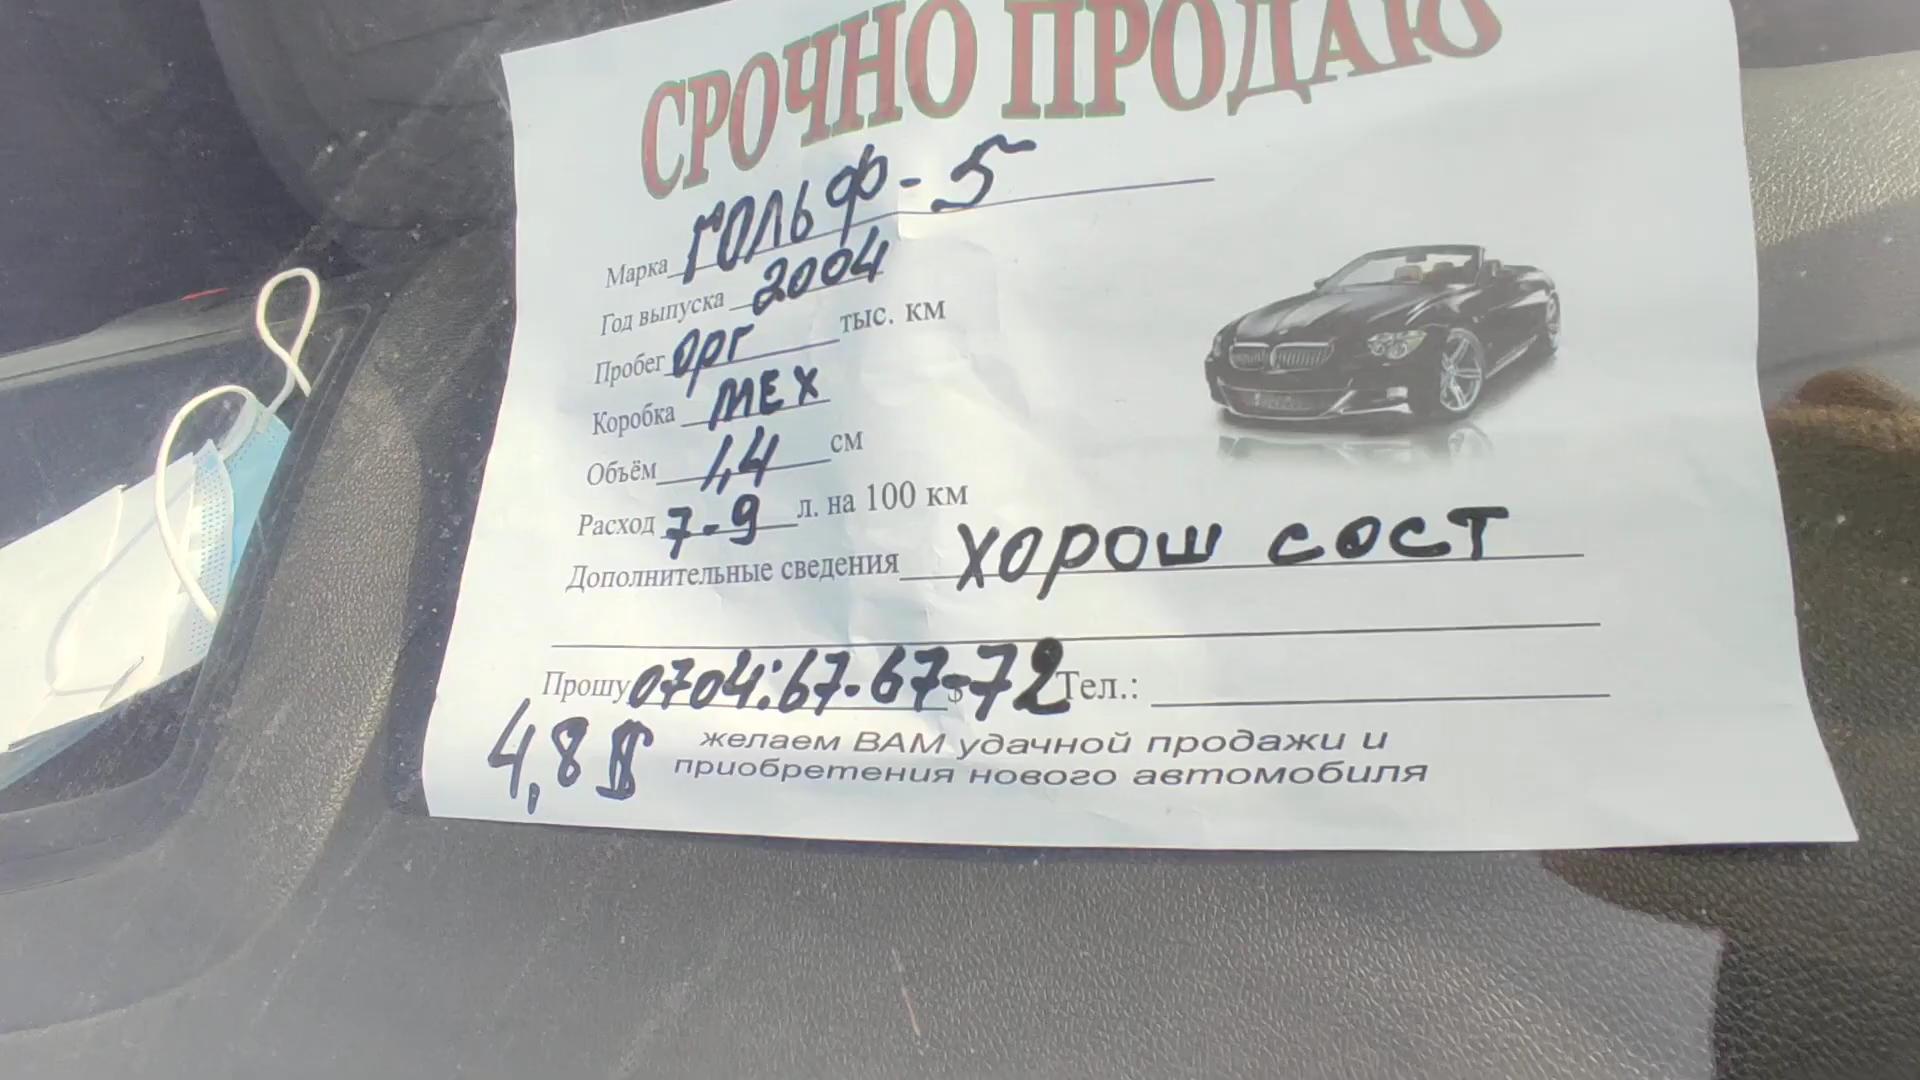 СРОЧНО ПРОДАЮ
Марка ГОЛЬФ-5
Год выпуска 2004
Пробег орг тыс. км
Коробка МЕХ
Объём 1,4 см
Расход 7-9 л. на 100 км
Дополнительные сведения ХОРОШ СОСТ
Прошу 0704:67-67-72 $ Тел.:
4,8 $
желаем ВАМ удачной продажи и
приобретения нового автомобиля